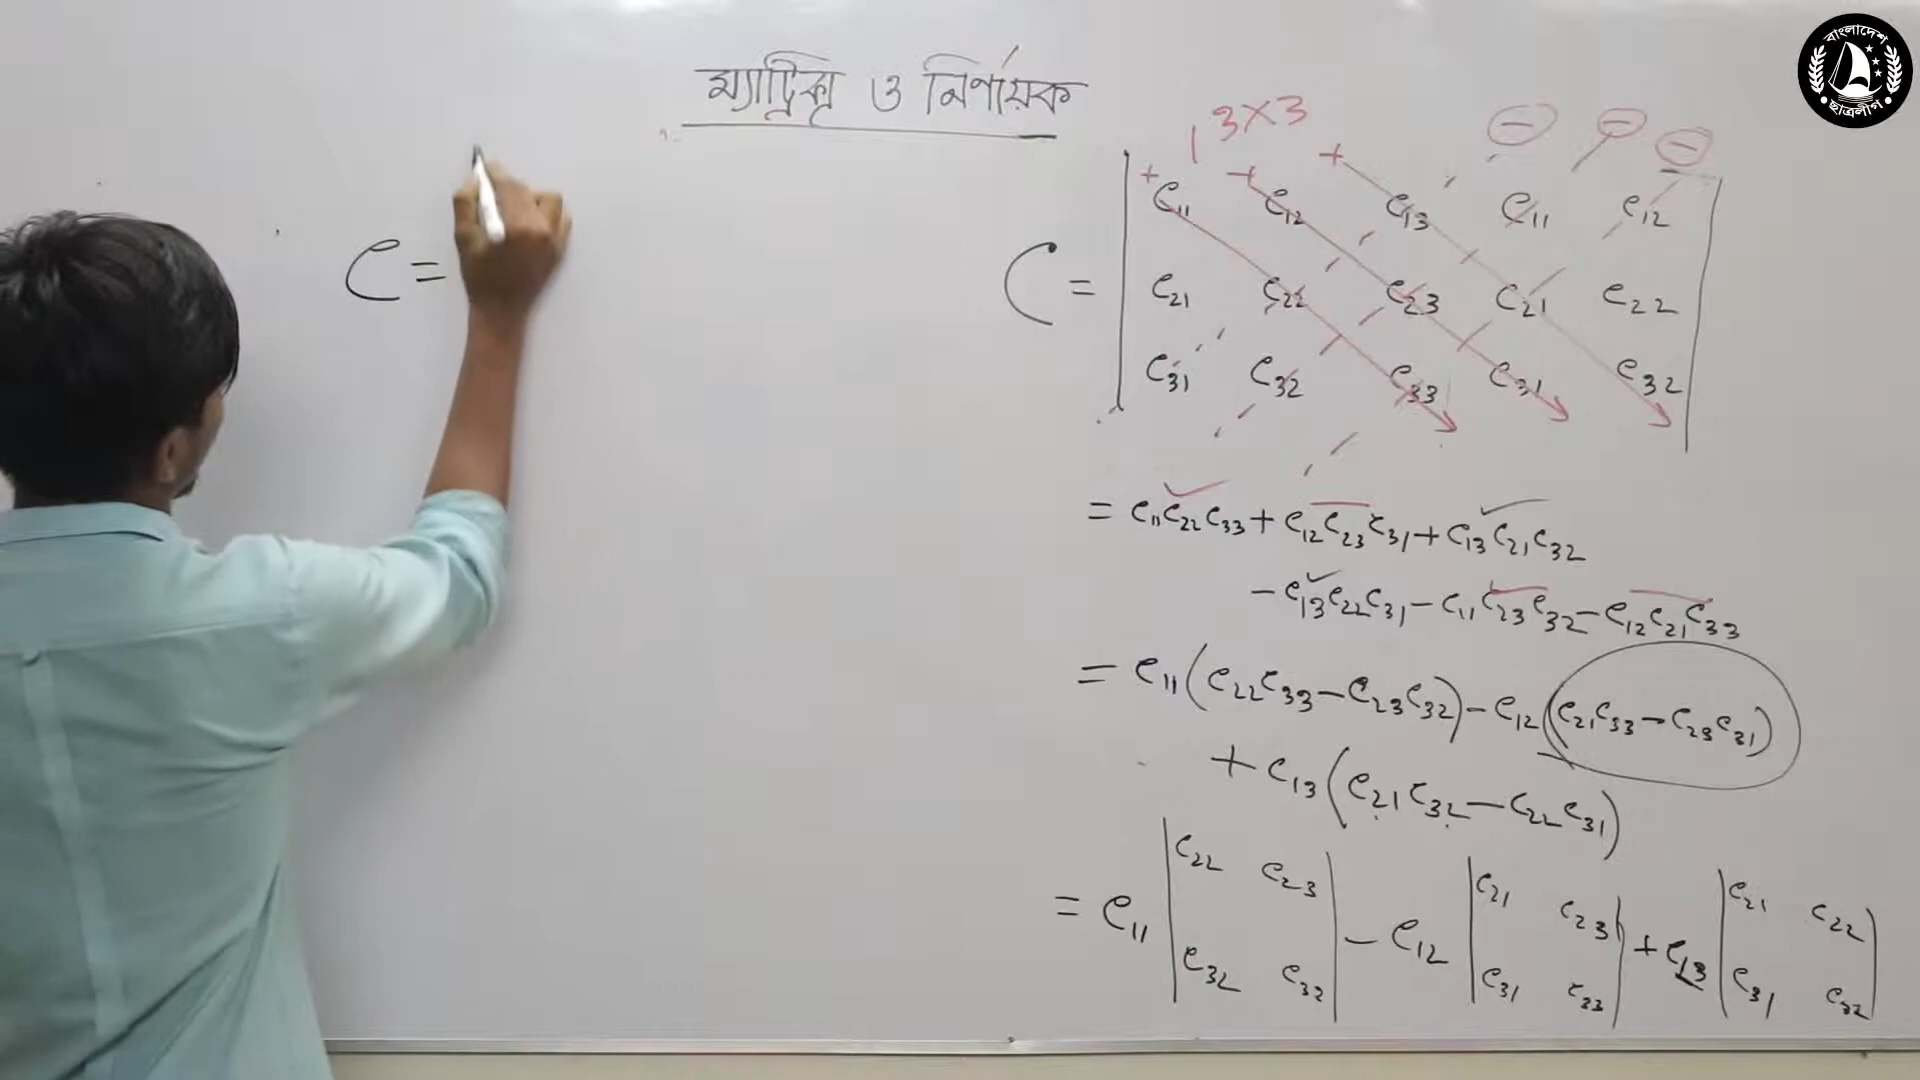 ম্যাট্রিক্স ও নির্ণায়ক
বাংলাদেশ
ছাত্রলীগ
3×3
C =
+ + + − − −
C = | C₁₁ C₁₂ C₁₃ C₁₁ C₁₂ |
C₂₁ C₂₂ C₂₃ C₂₁ C₂₂
C₃₁ C₃₂ C₃₃ C₃₁ C₃₂
= C₁₁C₂₂C₃₃ + C₁₂C₂₃C₃₁ + C₁₃C₂₁C₃₂
− C₁₃C₂₂C₃₁ − C₁₁C₂₃C₃₂ − C₁₂C₂₁C₃₃
= C₁₁(C₂₂C₃₃ − C₂₃C₃₂) − C₁₂(C₂₁C₃₃ − C₂₃C₃₁)
+ C₁₃(C₂₁C₃₂ − C₂₂C₃₁)
= C₁₁ | C₂₂ C₂₃ | − C₁₂ | C₂₁ C₂₃ | + C₁₃ | C₂₁ C₂₂ |
C₃₂ C₃₃ C₃₁ C₃₃ C₃₁ C₃₂